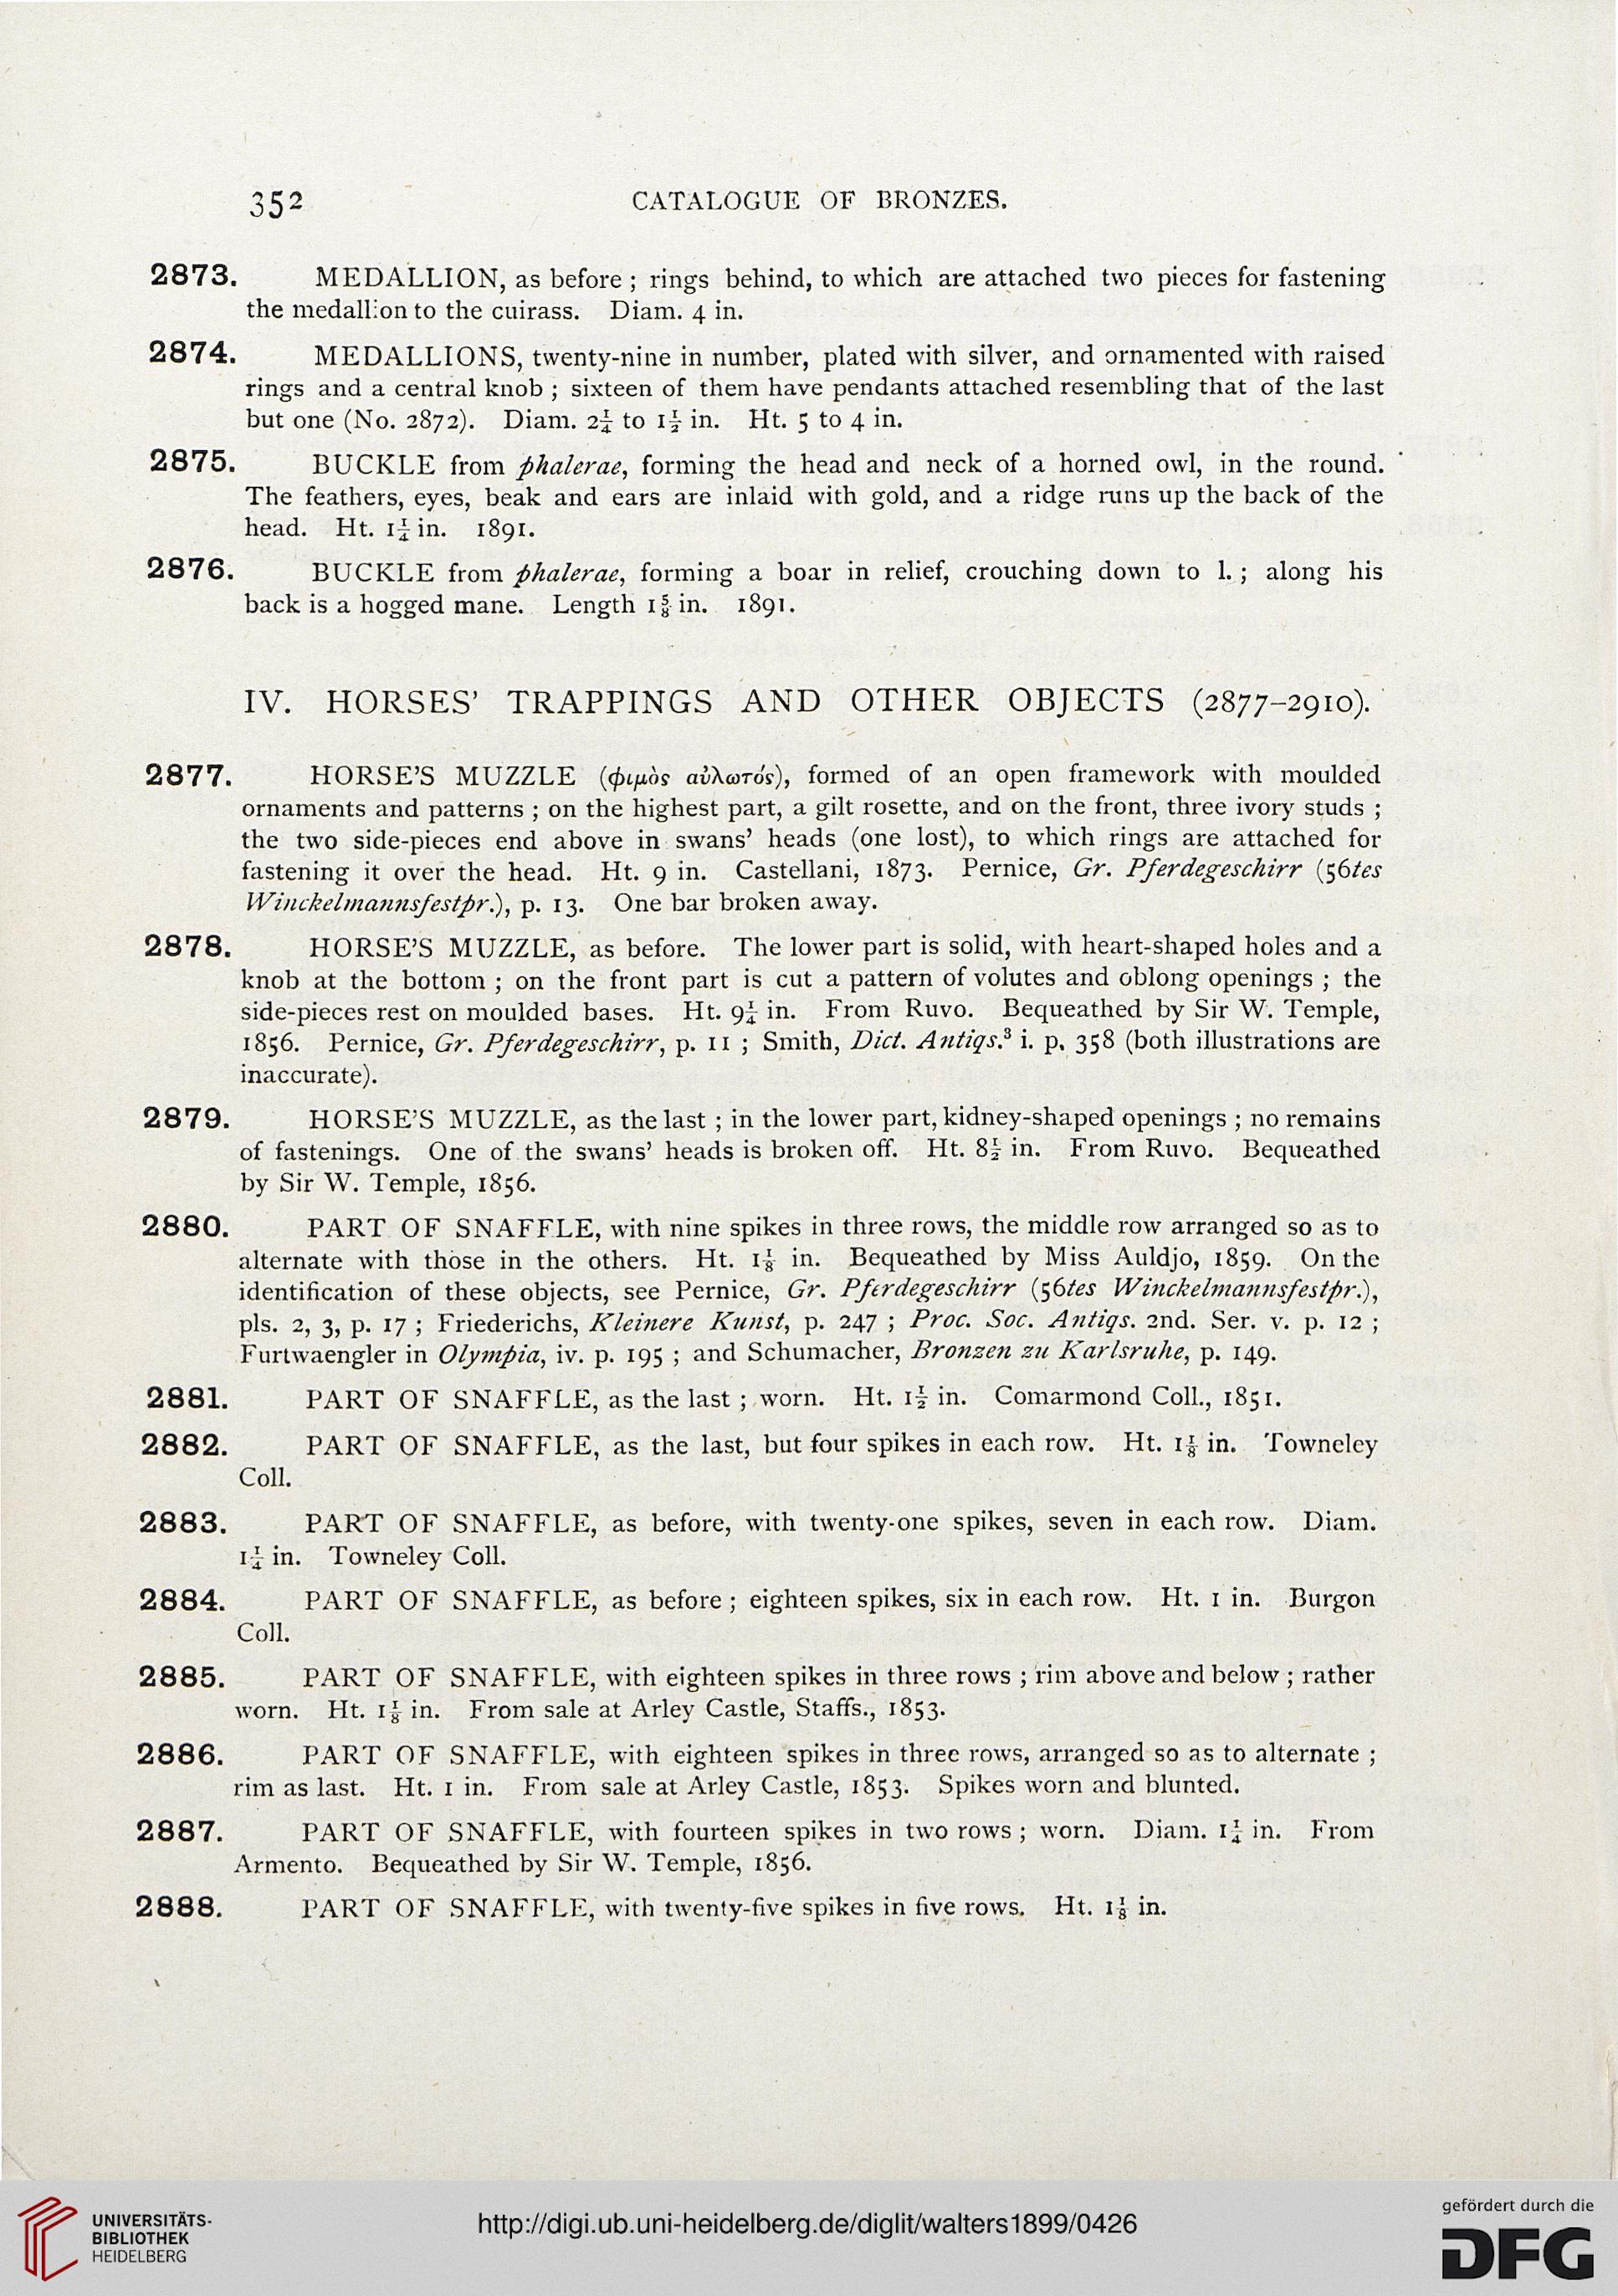 352 CATALOGUE OF BRONZES.
2873. MEDALLION, as before ; rings behind, to which are attached two pieces for fastening
the medallion to the cuirass. Diam. 4 in.
2874. MEDALLIONS, twenty-nine in number, plated with silver, and ornamented with raised
rings and a central knob ; sixteen of them have pendants attached resembling that of the last
but one (No. 2872). Diam. 2¼ to 1½ in. Ht. 5 to 4 in.
2875. BUCKLE from phalerae, forming the head and neck of a horned owl, in the round.
The feathers, eyes, beak and ears are inlaid with gold, and a ridge runs up the back of the
head. Ht. 1¼ in. 1891.
2876. BUCKLE from phalerae, forming a boar in relief, crouching down to l. ; along his
back is a hogged mane. Length 1⅝ in. 1891.
IV. HORSES' TRAPPINGS AND OTHER OBJECTS (2877–2910).
2877. HORSE'S MUZZLE (φιμὸς αὐλωτός), formed of an open framework with moulded
ornaments and patterns ; on the highest part, a gilt rosette, and on the front, three ivory studs ;
the two side-pieces end above in swans' heads (one lost), to which rings are attached for
fastening it over the head. Ht. 9 in. Castellani, 1873. Pernice, Gr. Pferdegeschirr (56tes
Winckelmannsfestpr.), p. 13. One bar broken away.
2878. HORSE'S MUZZLE, as before. The lower part is solid, with heart-shaped holes and a
knob at the bottom ; on the front part is cut a pattern of volutes and oblong openings ; the
side-pieces rest on moulded bases. Ht. 9¼ in. From Ruvo. Bequeathed by Sir W. Temple,
1856. Pernice, Gr. Pferdegeschirr, p. 11 ; Smith, Dict. Antiqs.³ i. p. 358 (both illustrations are
inaccurate).
2879. HORSE'S MUZZLE, as the last ; in the lower part, kidney-shaped openings ; no remains
of fastenings. One of the swans' heads is broken off. Ht. 8½ in. From Ruvo. Bequeathed
by Sir W. Temple, 1856.
2880. PART OF SNAFFLE, with nine spikes in three rows, the middle row arranged so as to
alternate with those in the others. Ht. 1⅛ in. Bequeathed by Miss Auldjo, 1859. On the
identification of these objects, see Pernice, Gr. Pferdegeschirr (56tes Winckelmannsfestpr.),
pls. 2, 3, p. 17 ; Friederichs, Kleinere Kunst, p. 247 ; Proc. Soc. Antiqs. 2nd. Ser. v. p. 12 ;
Furtwaengler in Olympia, iv. p. 195 ; and Schumacher, Bronzen zu Karlsruhe, p. 149.
2881. PART OF SNAFFLE, as the last ; worn. Ht. 1½ in. Comarmond Coll., 1851.
2882. PART OF SNAFFLE, as the last, but four spikes in each row. Ht. 1⅛ in. Towneley
Coll.
2883. PART OF SNAFFLE, as before, with twenty-one spikes, seven in each row. Diam.
1¼ in. Towneley Coll.
2884. PART OF SNAFFLE, as before ; eighteen spikes, six in each row. Ht. 1 in. Burgon
Coll.
2885. PART OF SNAFFLE, with eighteen spikes in three rows ; rim above and below ; rather
worn. Ht. 1⅛ in. From sale at Arley Castle, Staffs., 1853.
2886. PART OF SNAFFLE, with eighteen spikes in three rows, arranged so as to alternate ;
rim as last. Ht. 1 in. From sale at Arley Castle, 1853. Spikes worn and blunted.
2887. PART OF SNAFFLE, with fourteen spikes in two rows ; worn. Diam. 1¼ in. From
Armento. Bequeathed by Sir W. Temple, 1856.
2888. PART OF SNAFFLE, with twenty-five spikes in five rows. Ht. 1⅛ in.
UNIVERSITÄTS-
BIBLIOTHEK
HEIDELBERG
http://digi.ub.uni-heidelberg.de/diglit/walters1899/0426
gefördert durch die
DFG